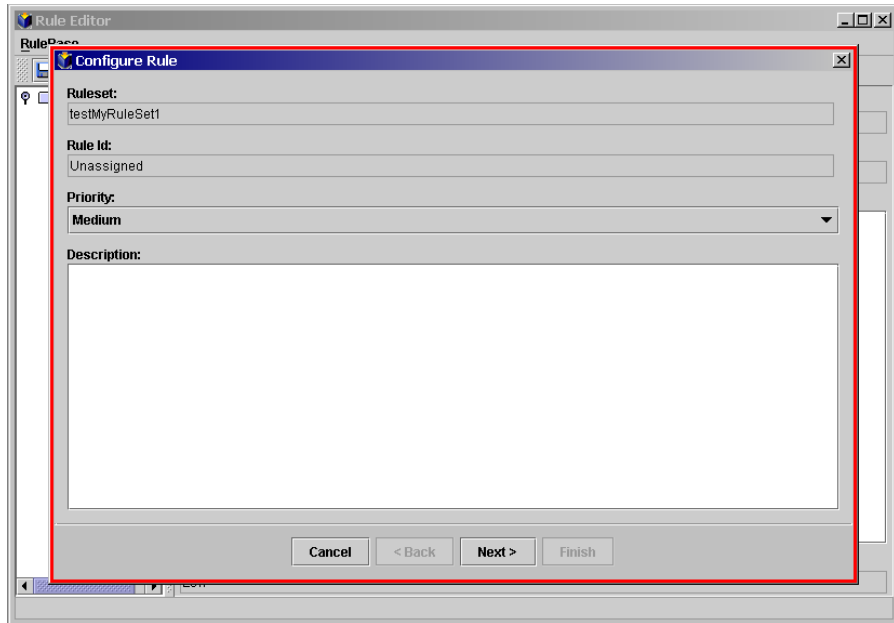 Rule Editor
Configure Rule
Ruleset:
testMyRuleSet1
Rule Id:
Unassigned
Priority:
Medium
Description:
Cancel
< Back
Next >
Finish